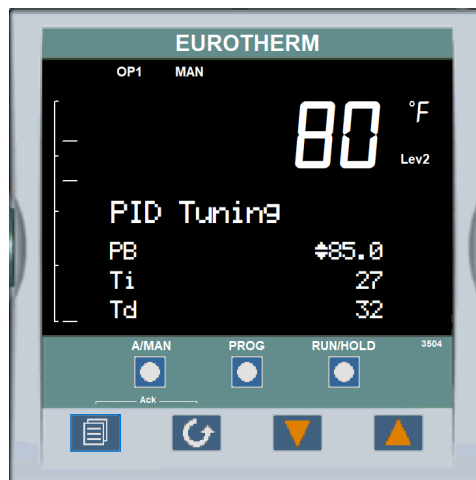 EUROTHERM
OP1 MAN
80 °F
Lev2
PID Tuning
PB 85.0
Ti 27
Td 32
A/MAN PROG RUN/HOLD 3504
Ack